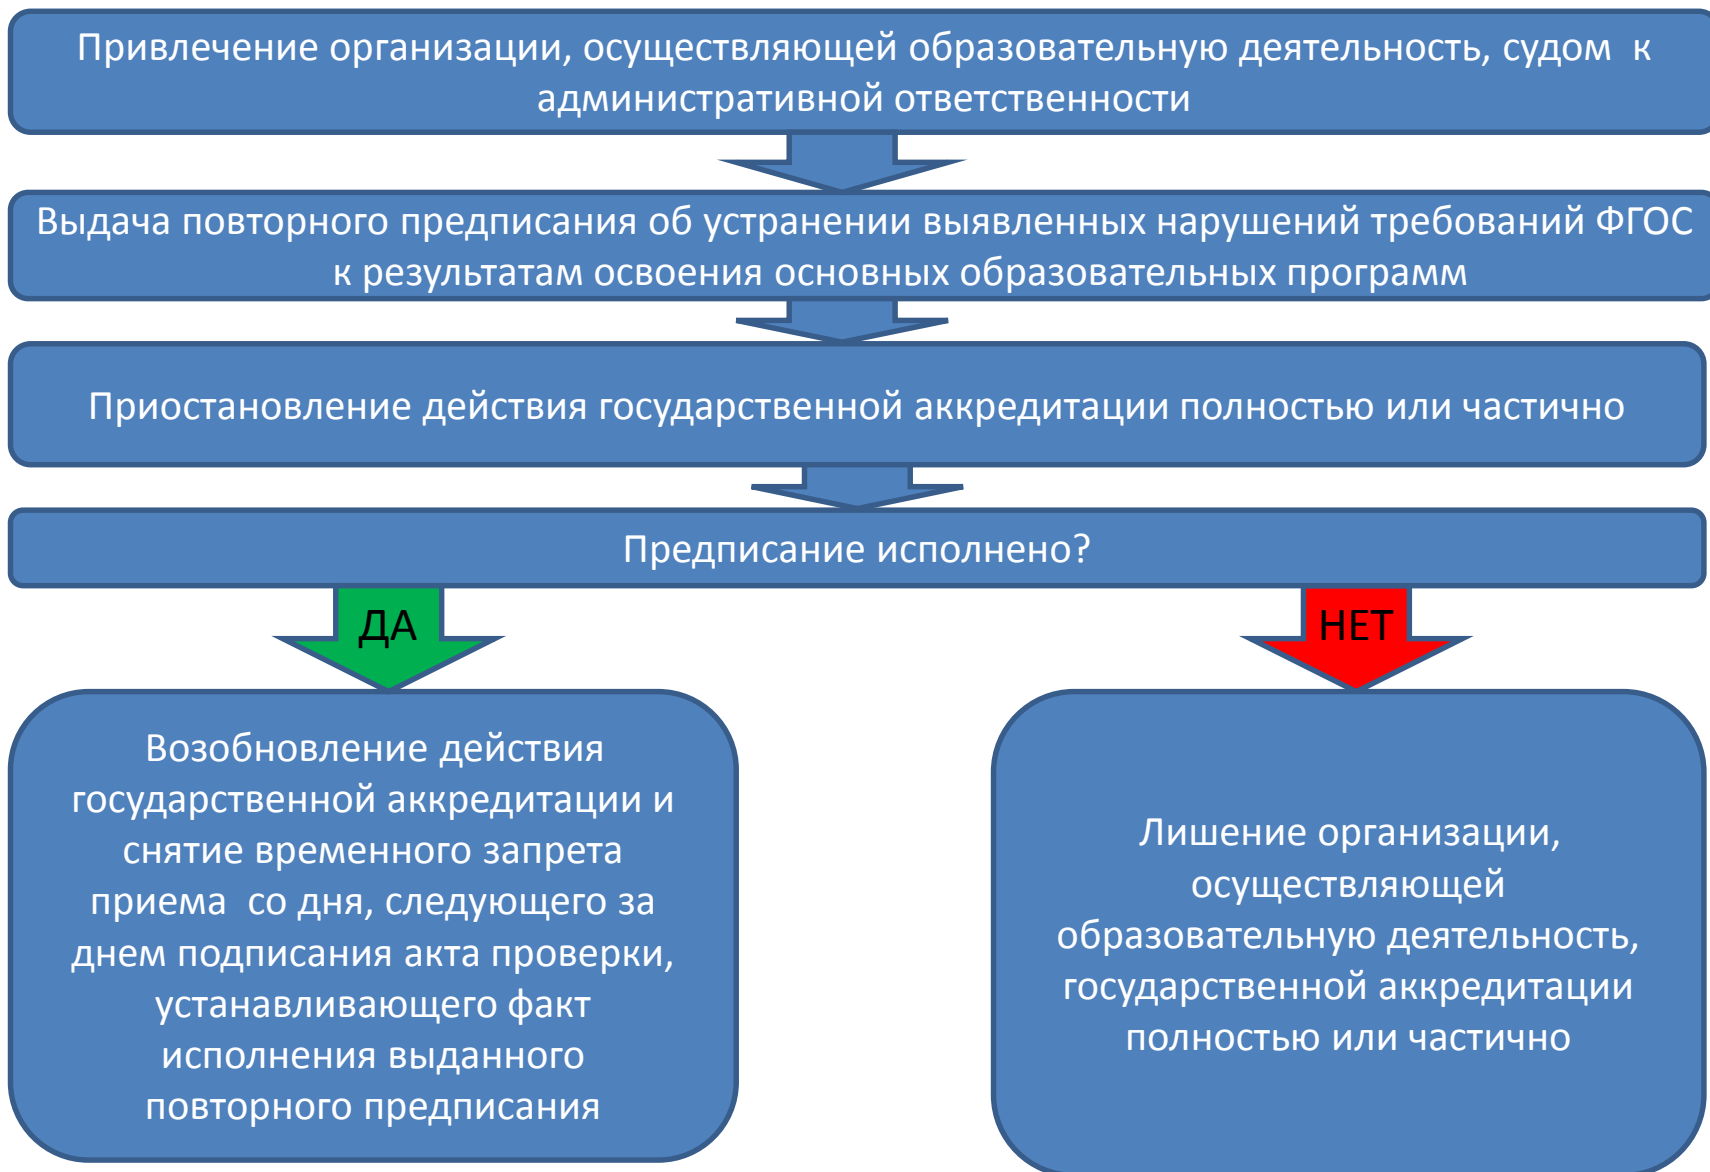 Привлечение организации, осуществляющей образовательную деятельность, судом к
административной ответственности
Выдача повторного предписания об устранении выявленных нарушений требований ФГОС
к результатам освоения основных образовательных программ
Приостановление действия государственной аккредитации полностью или частично
Предписание исполнено?
ДА
НЕТ
Возобновление действия
государственной аккредитации и
снятие временного запрета
приема со дня, следующего за
днем подписания акта проверки,
устанавливающего факт
исполнения выданного
повторного предписания
Лишение организации,
осуществляющей
образовательную деятельность,
государственной аккредитации
полностью или частично